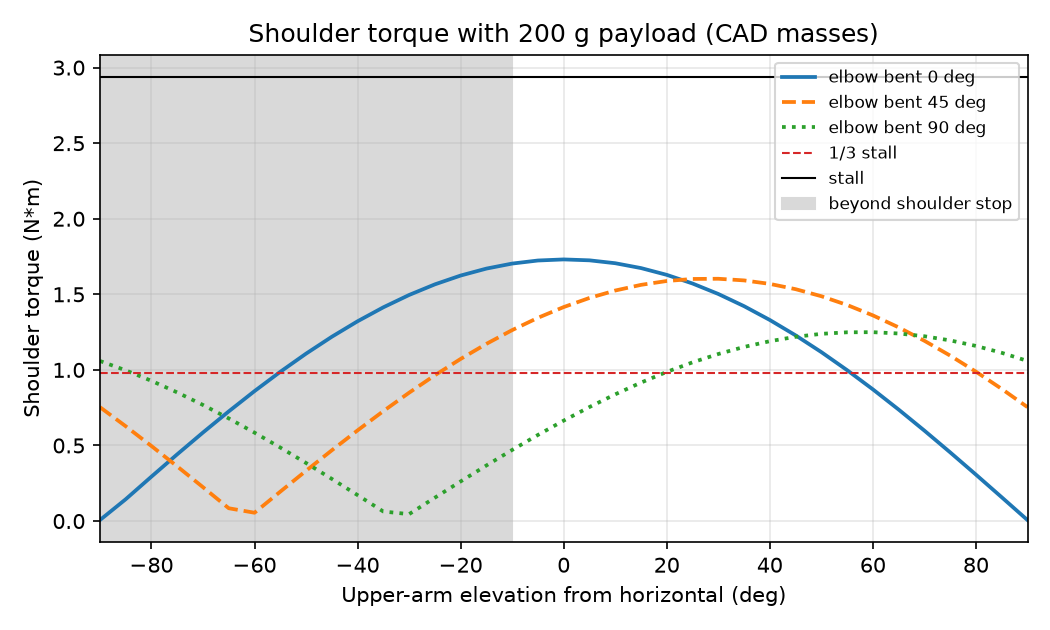 Shoulder torque with 200 g payload (CAD masses)
Shoulder torque (N*m)
3.0
2.5
2.0
1.5
1.0
0.5
0.0
elbow bent 0 deg
elbow bent 45 deg
elbow bent 90 deg
1/3 stall
stall
beyond shoulder stop
−80 −60 −40 −20 0 20 40 60 80
Upper-arm elevation from horizontal (deg)